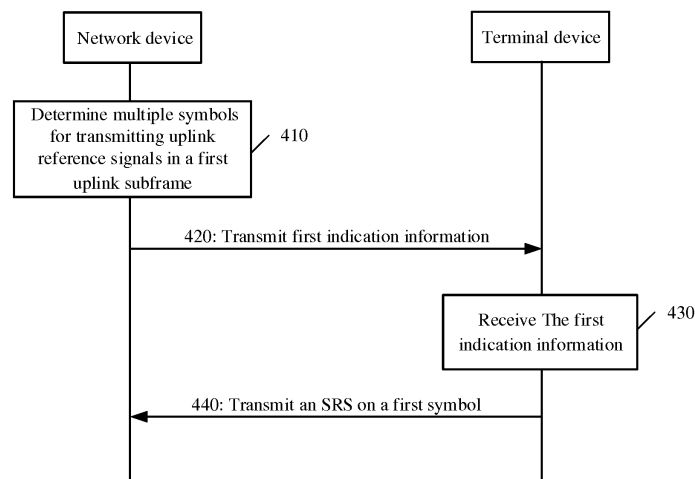 Network device
Terminal device
Determine multiple symbols
for transmitting uplink
reference signals in a first
uplink subframe
410
420: Transmit first indication information
Receive The first
indication information
430
440: Transmit an SRS on a first symbol